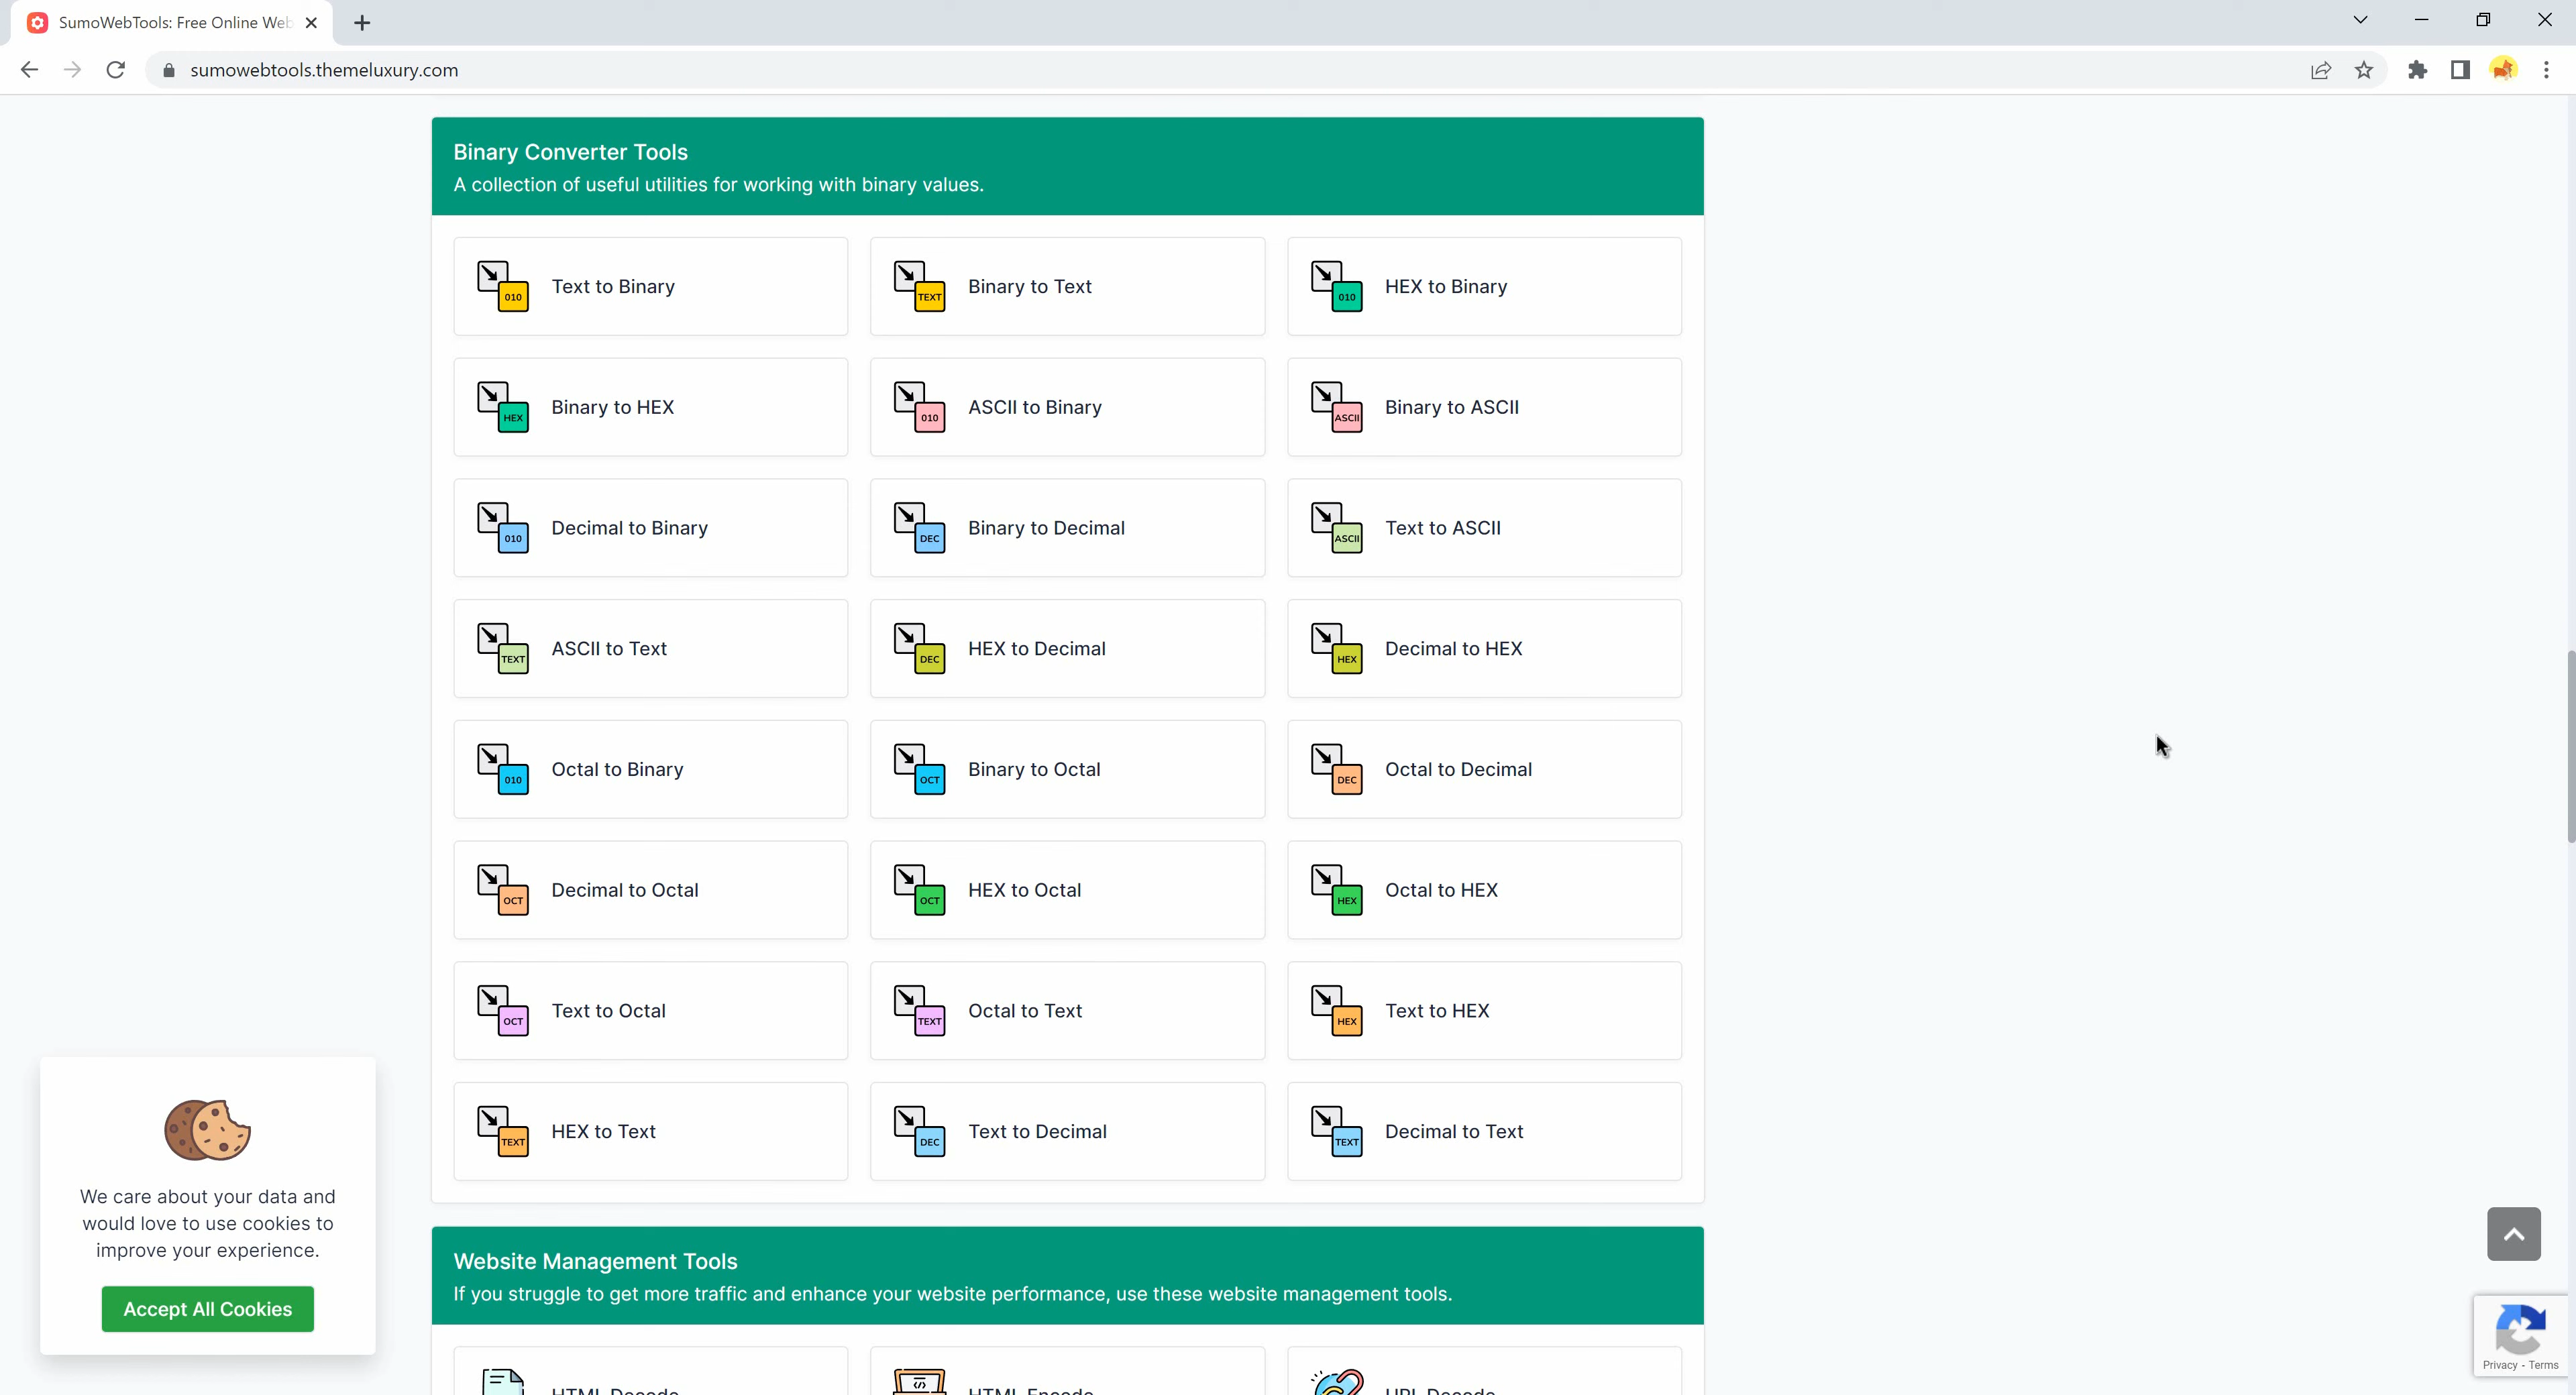 SumoWebTools: Free Online Web
sumowebtools.themeluxury.com
Binary Converter Tools
A collection of useful utilities for working with binary values.
010
Text to Binary
TEXT
Binary to Text
010
HEX to Binary
HEX
Binary to HEX
010
ASCII to Binary
ASCII
Binary to ASCII
010
Decimal to Binary
DEC
Binary to Decimal
ASCII
Text to ASCII
TEXT
ASCII to Text
DEC
HEX to Decimal
HEX
Decimal to HEX
010
Octal to Binary
OCT
Binary to Octal
DEC
Octal to Decimal
OCT
Decimal to Octal
OCT
HEX to Octal
HEX
Octal to HEX
OCT
Text to Octal
TEXT
Octal to Text
HEX
Text to HEX
TEXT
HEX to Text
DEC
Text to Decimal
TEXT
Decimal to Text
We care about your data and
would love to use cookies to
improve your experience.
Accept All Cookies
Website Management Tools
If you struggle to get more traffic and enhance your website performance, use these website management tools.
HTML Decode
HTML Encode
URL Decode
Privacy - Terms